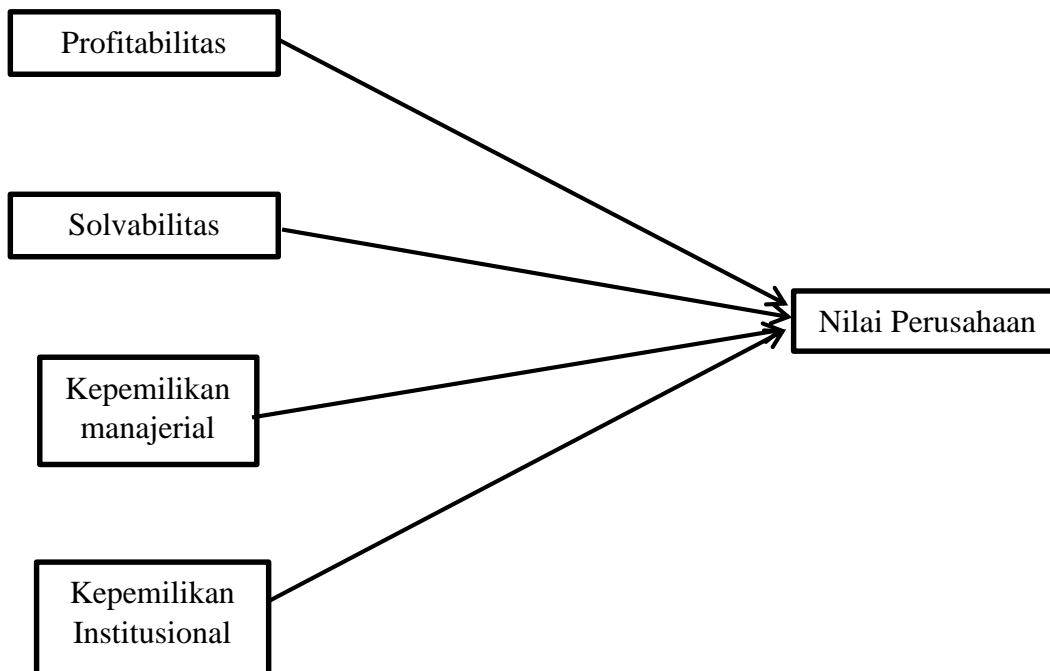 Profitabilitas
Solvabilitas
Nilai Perusahaan
Kepemilikan
manajerial
Kepemilikan
Institusional